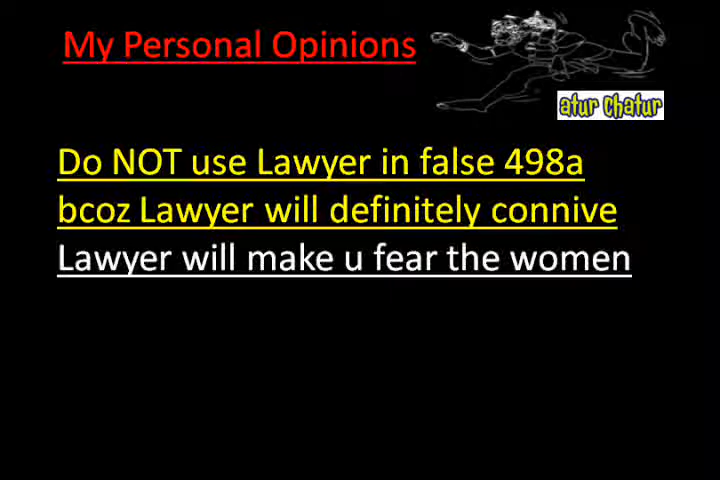 My Personal Opinions
atur chatur
Do NOT use Lawyer in false 498a
bcoz Lawyer will definitely connive
Lawyer will make u fear the women